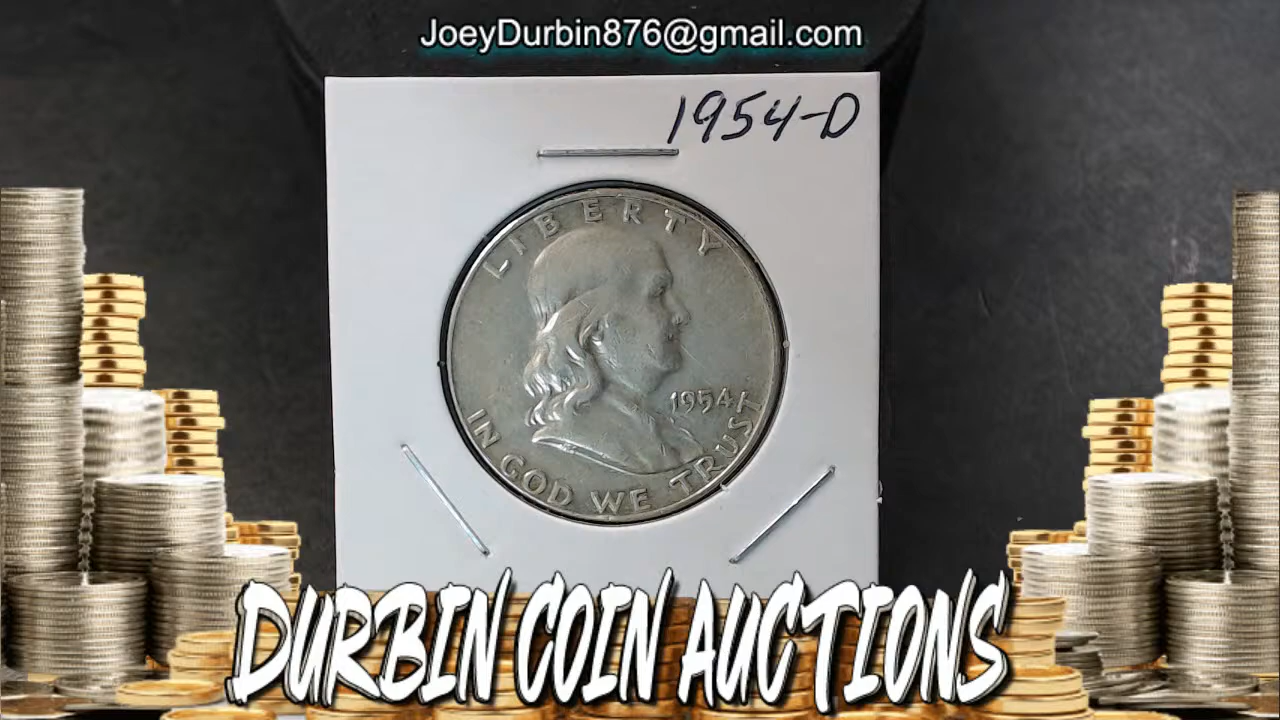 JoeyDurbin876@gmail.com
1954-D
LIBERTY
1954
IN GOD WE TRUST
DURBIN COIN AUCTIONS